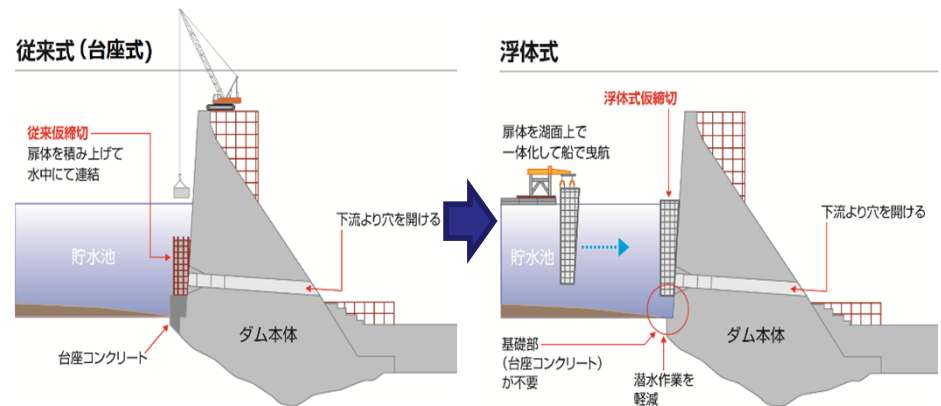 従来式（台座式）
従来仮締切
扉体を積み上げて
水中にて連結
下流より穴を開ける
貯水池
ダム本体
台座コンクリート
浮体式
浮体式仮締切
扉体を湖面上で
一体化して船で曳航
下流より穴を開ける
貯水池
ダム本体
基礎部
（台座コンクリート）
が不要
潜水作業を
軽減